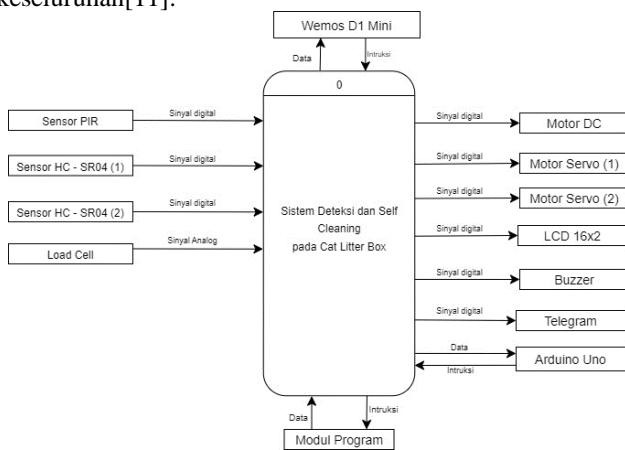 keseluruhan[11].
Wemos D1 Mini
Data
Intruksi
0
Sensor PIR
Sinyal digital
Sensor HC - SR04 (1)
Sinyal digital
Sensor HC - SR04 (2)
Sinyal digital
Load Cell
Sinyal Analog
Sistem Deteksi dan Self
Cleaning
pada Cat Litter Box
Sinyal digital
Motor DC
Sinyal digital
Motor Servo (1)
Sinyal digital
Motor Servo (2)
Sinyal digital
LCD 16x2
Sinyal digital
Buzzer
Sinyal digital
Telegram
Data
Intruksi
Arduino Uno
Data
Intruksi
Modul Program